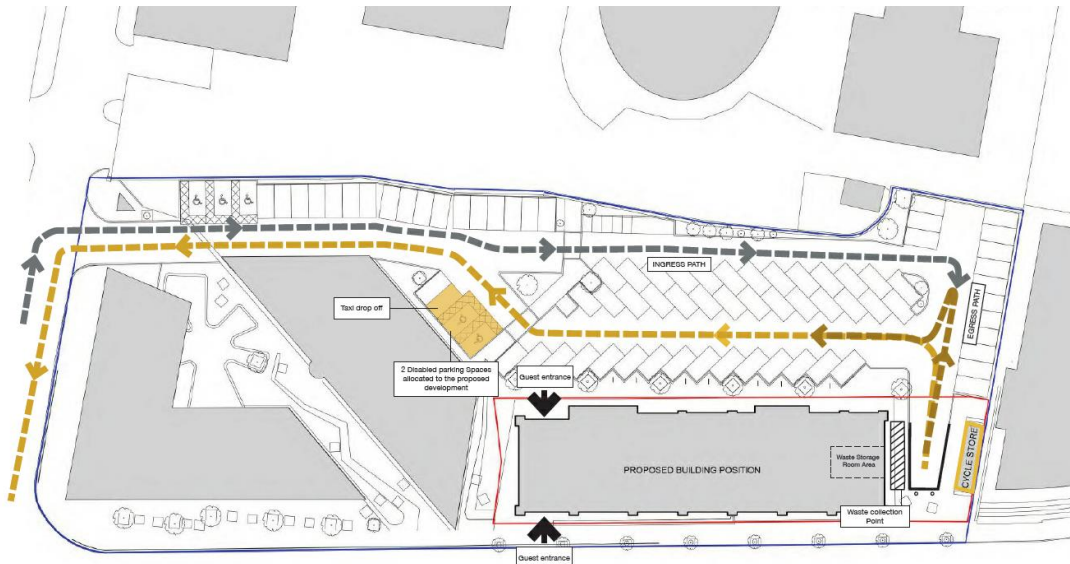 INGRESS PATH
EGRESS PATH
Taxi drop off
2 Disabled parking Spaces
allocated to the proposed
development
Guest entrance
PROPOSED BUILDING POSITION
Waste Storage
Room Area
CYCLE STORE
Waste collection
Point
Guest entrance